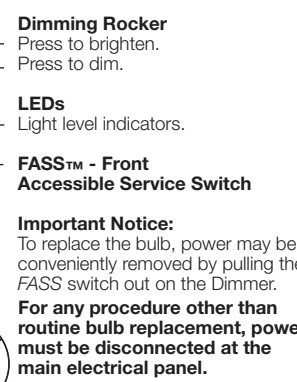 Dimming Rocker
Press to brighten.
Press to dim.
LEDs
Light level indicators.
FASS™ - Front
Accessible Service Switch
Important Notice:
To replace the bulb, power may be
conveniently removed by pulling the
FASS switch out on the Dimmer.
For any procedure other than
routine bulb replacement, powe
must be disconnected at the
main electrical panel.